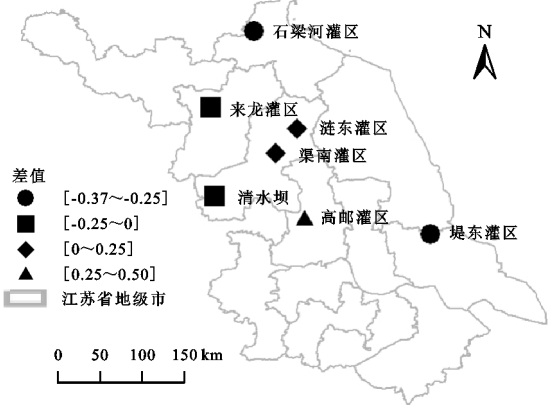 石梁河灌区
N
来龙灌区
涟东灌区
渠南灌区
差值
[-0.37～-0.25]
清水坝
[-0.25～0]
高邮灌区
堤东灌区
[0～0.25]
[0.25～0.50]
江苏省地级市
0 50 100 150 km